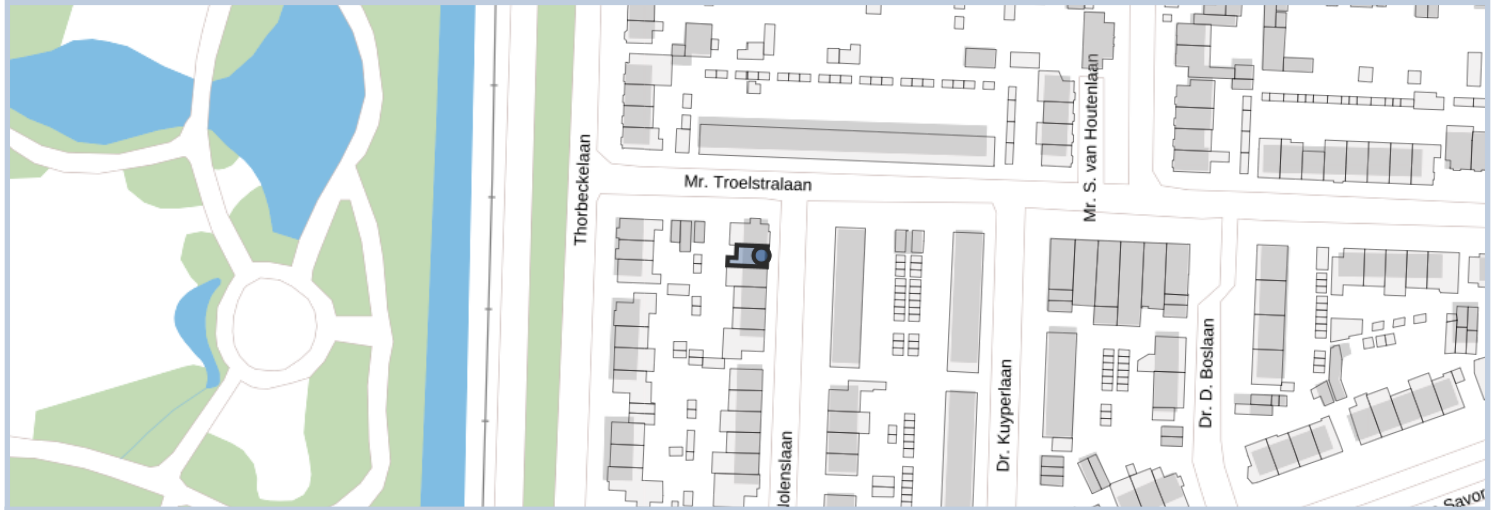 Thorbeckelaan
Mr. Troelstralaan
Mr. S. van Houtenlaan
Dr. Kuyperlaan
Dr. D. Boslaan